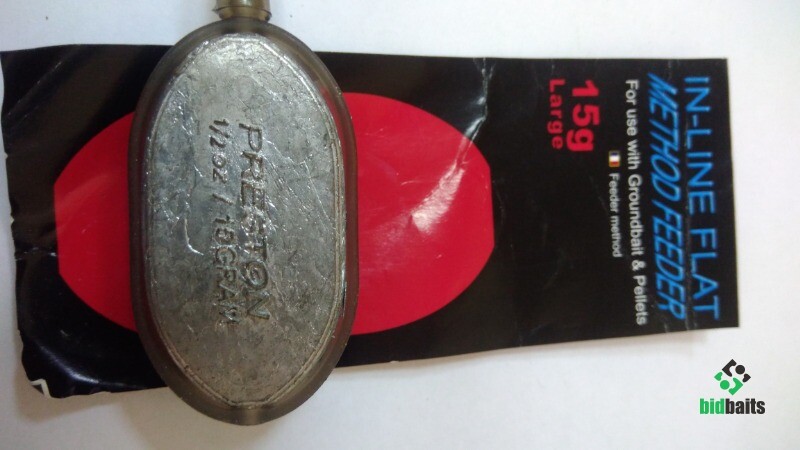 IN-LINE FLAT
METHOD FEEDER
For use with Groundbait & Pellets
Feeder method
15g
Large
PRESTON
1/2oz / 15GRAM
bidbaits